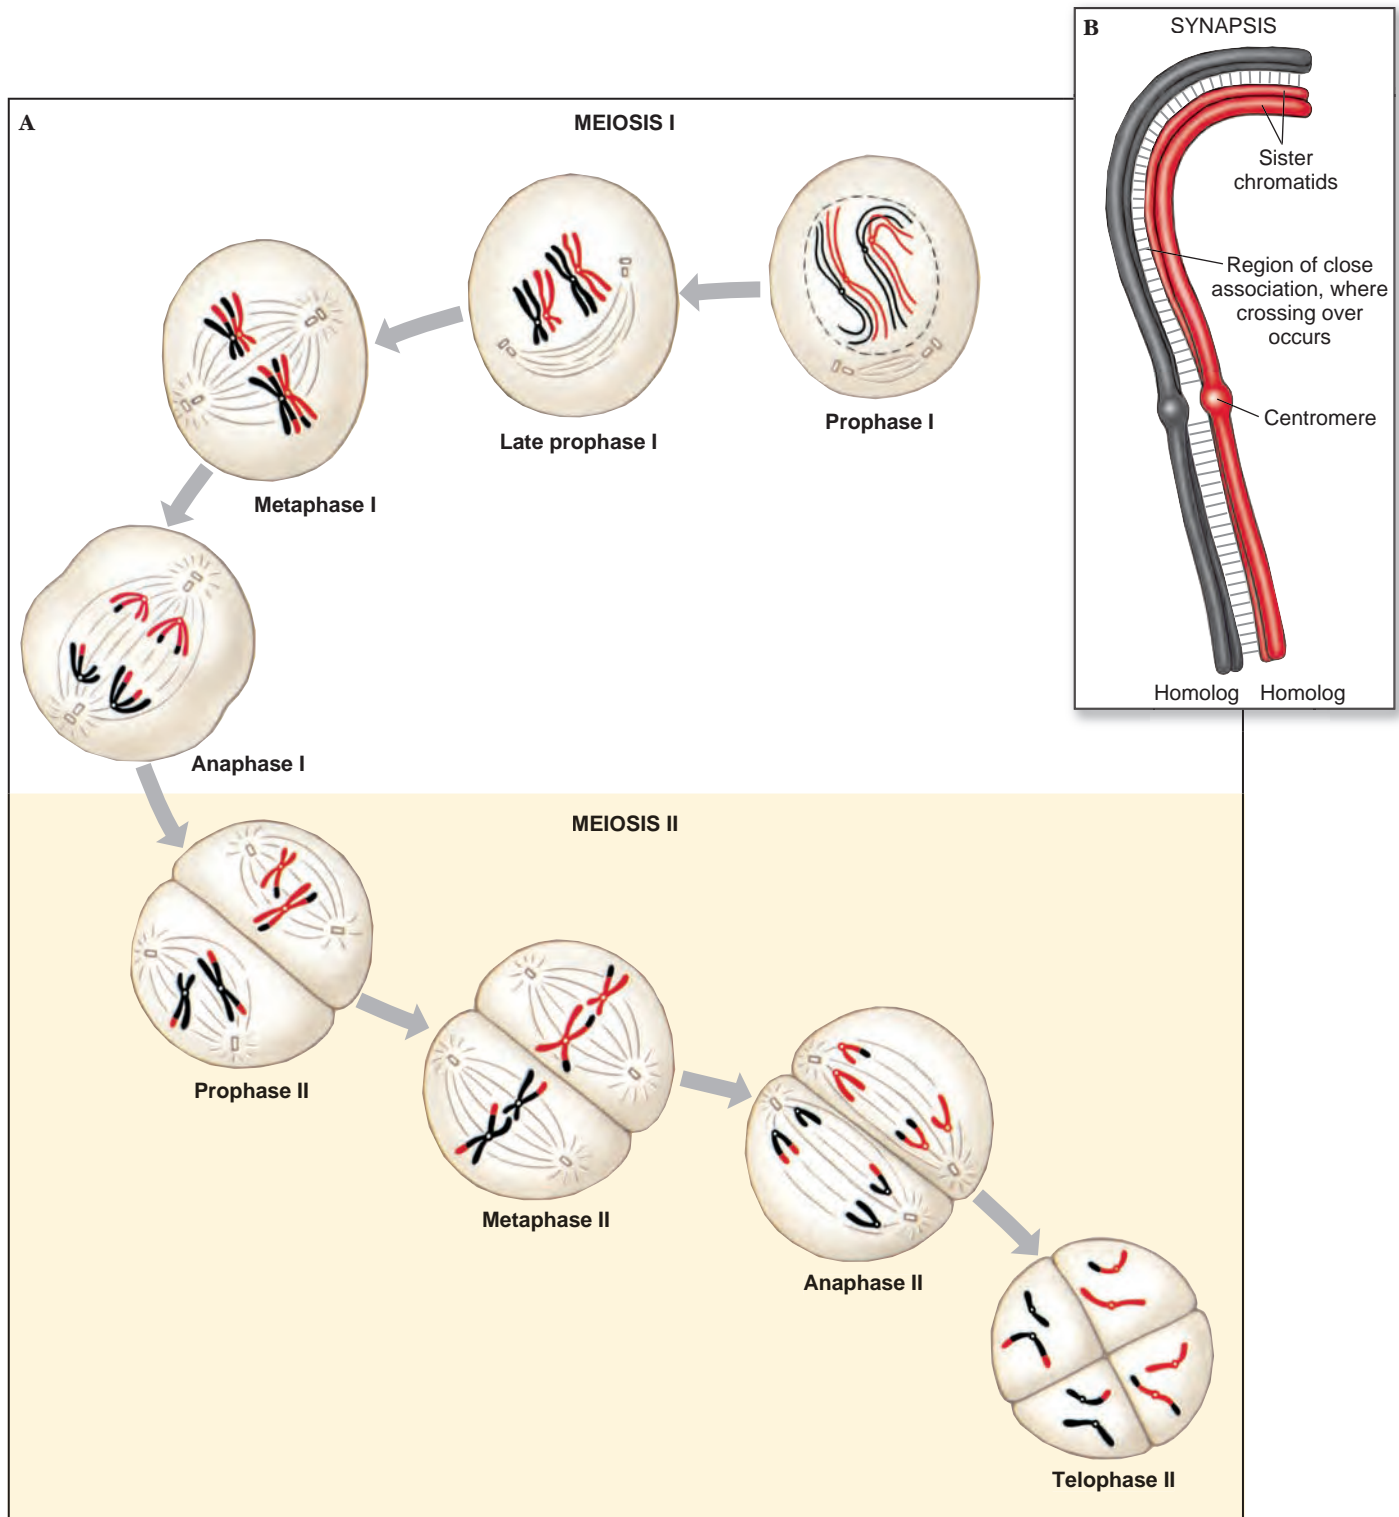 B
SYNAPSIS
Sister
chromatids
Region of close
association, where
crossing over
occurs
Centromere
Homolog Homolog
A
MEIOSIS I
Prophase I
Late prophase I
Metaphase I
Anaphase I
MEIOSIS II
Prophase II
Metaphase II
Anaphase II
Telophase II